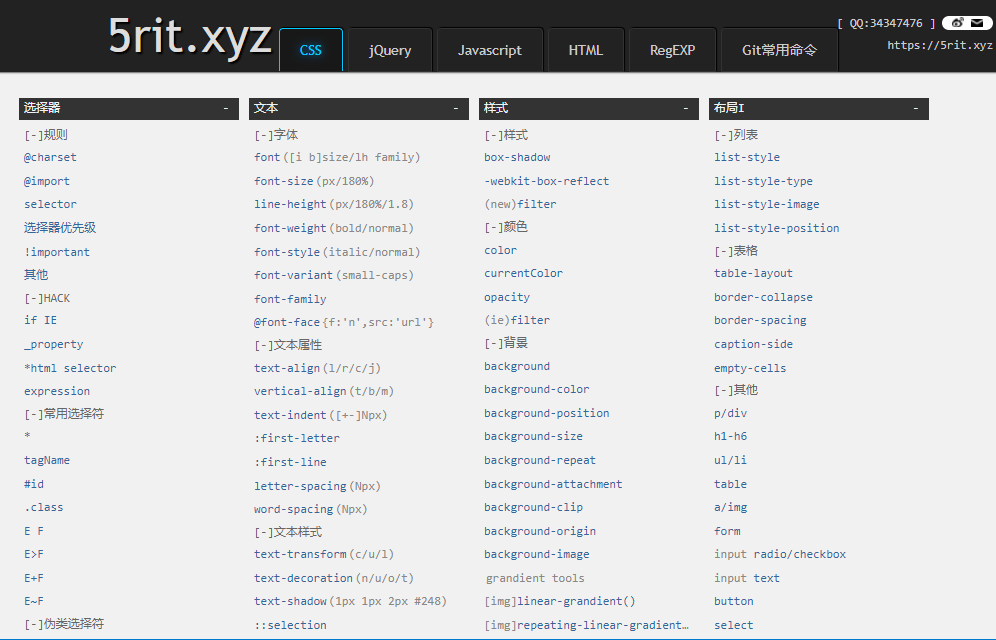 5rit.xyz
CSS
jQuery
Javascript
HTML
RegEXP
Git常用命令
[ QQ:34347476 ]
https://5rit.xyz
选择器 -
[-]规则
@charset
@import
selector
选择器优先级
!important
其他
[-]HACK
if IE
_property
*html selector
expression
[-]常用选择符
*
tagName
#id
.class
E F
E>F
E+F
E~F
[-]伪类选择符
文本 -
[-]字体
font([i b]size/lh family)
font-size(px/180%)
line-height(px/180%/1.8)
font-weight(bold/normal)
font-style(italic/normal)
font-variant(small-caps)
font-family
@font-face{f:'n',src:'url'}
[-]文本属性
text-align(l/r/c/j)
vertical-align(t/b/m)
text-indent([+-]Npx)
:first-letter
:first-line
letter-spacing(Npx)
word-spacing(Npx)
[-]文本样式
text-transform(c/u/l)
text-decoration(n/u/o/t)
text-shadow(1px 1px 2px #248)
::selection
样式 -
[-]样式
box-shadow
-webkit-box-reflect
(new)filter
[-]颜色
color
currentColor
opacity
(ie)filter
[-]背景
background
background-color
background-position
background-size
background-repeat
background-attachment
background-clip
background-origin
background-image
grandient tools
[img]linear-grandient()
[img]repeating-linear-gradient…
布局I -
[-]列表
list-style
list-style-type
list-style-image
list-style-position
[-]表格
table-layout
border-collapse
border-spacing
caption-side
empty-cells
[-]其他
p/div
h1-h6
ul/li
table
a/img
form
input radio/checkbox
input text
button
select